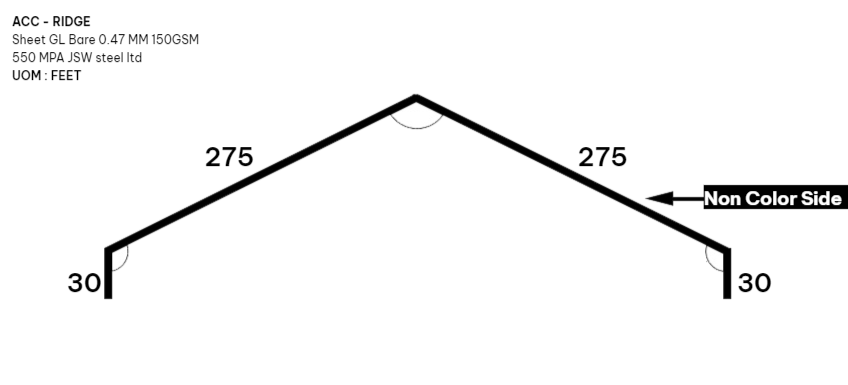 ACC - RIDGE
Sheet GL Bare 0.47 MM 150GSM
550 MPA JSW steel ltd
UOM : FEET
275
275
Non Color Side
30
30